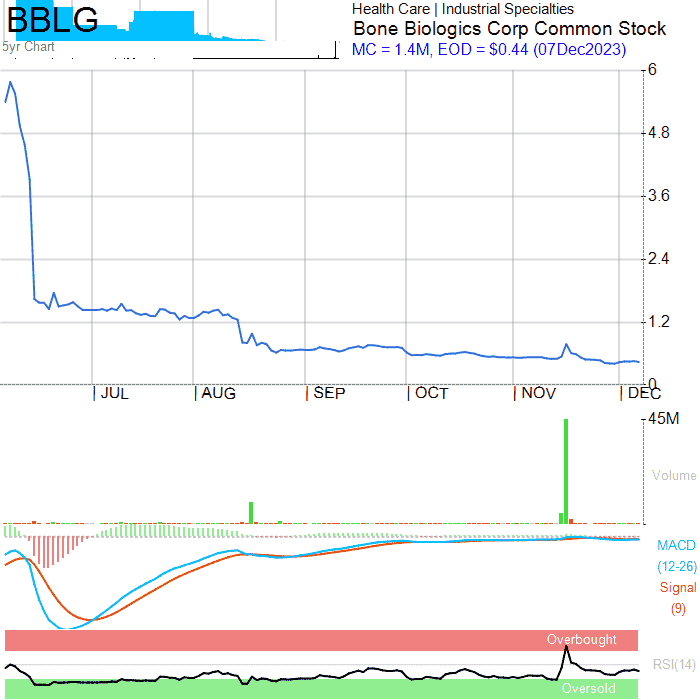 BBLG
5yr Chart
Health Care | Industrial Specialties
Bone Biologics Corp Common Stock
MC = 1.4M, EOD = $0.44 (07Dec2023)
6
4.8
3.6
2.4
1.2
0
JUL
AUG
SEP
OCT
NOV
DEC
45M
Volume
MACD
(12-26)
Signal
(9)
Overbought
RSI(14)
Oversold